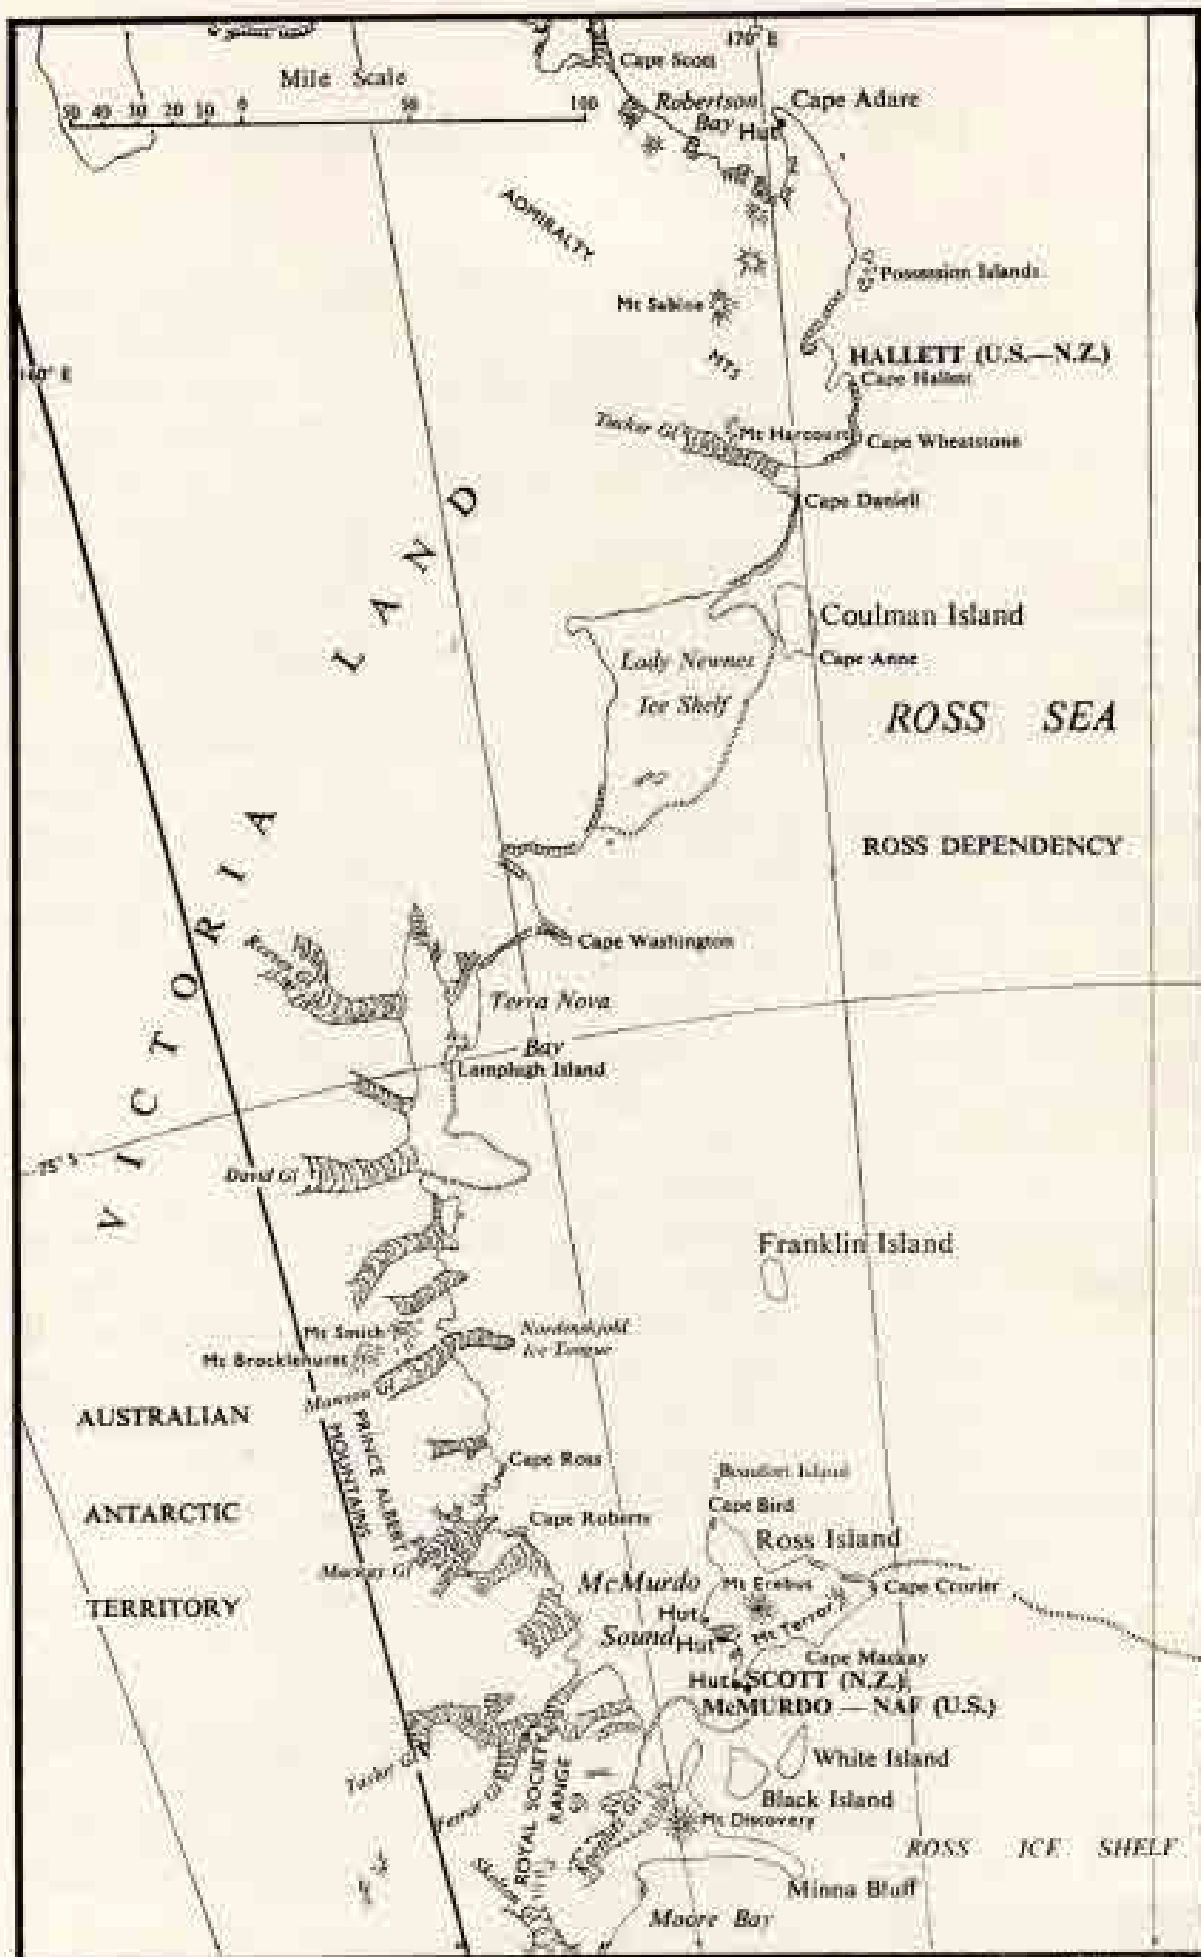 170° E
Cape Scott
Mile Scale
50 40 30 20 10 0 50 100
Robertson
Bay
Cape Adare
Hut
ADMIRALTY
Possession Islands
Mt Sabine
MTS
HALLETT (U.S.—N.Z.)
160° E
Cape Hallett
Tucker Gl
Mt Harcourt
Cape Wheatstone
Cape Daniell
VICTORIA LAND
Coulman Island
Lady Newnes
Ice Shelf
Cape Anne
ROSS SEA
ROSS DEPENDENCY
Cape Washington
Terra Nova
Bay
Lamplugh Island
75° S
David Gl
Franklin Island
Mt Smith
Nordenskjold
Ice Tongue
Mt Brocklehurst
Mawson Gl
AUSTRALIAN
PRINCE ALBERT
MOUNTAINS
Cape Ross
Beaufort Island
Cape Bird
ANTARCTIC
Cape Roberts
Ross Island
Mackay Gl
McMurdo
Mt Erebus
Cape Crozier
TERRITORY
Hut
Sound
Hut
Mt Terror
Cape Mackay
Hut
SCOTT (N.Z.)
McMURDO — NAF (U.S.)
White Island
Taylor Gl
Ferrar Gl
ROYAL SOCIETY
RANGE
Black Island
Koettlitz Gl
Mt Discovery
ROSS ICE SHELF
Skelton Gl
Minna Bluff
Moore Bay